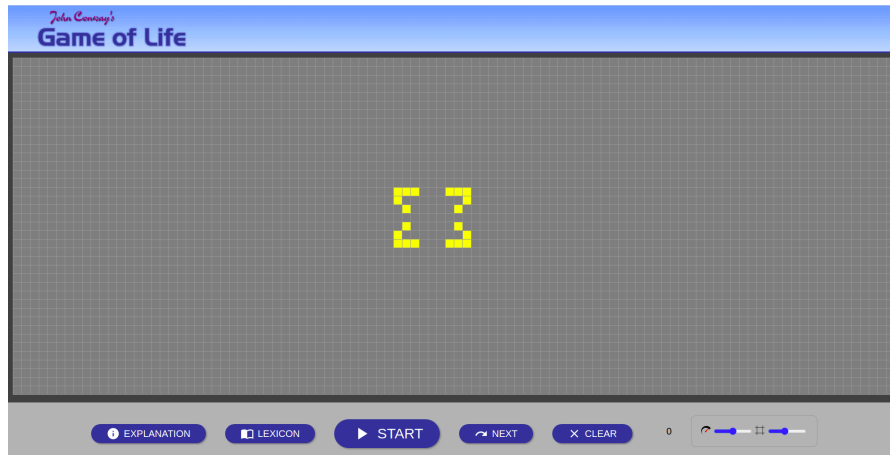 John Conway's
Game of Life
EXPLANATION
LEXICON
START
NEXT
CLEAR
0